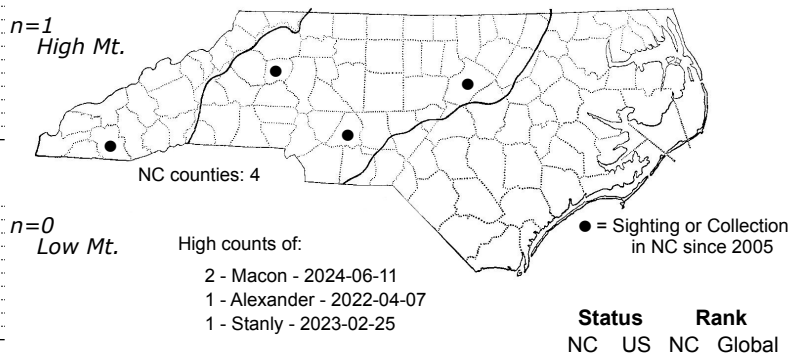 n=1
High Mt.
NC counties: 4
n=0
Low Mt.
High counts of:
2 - Macon - 2024-06-11
1 - Alexander - 2022-04-07
1 - Stanly - 2023-02-25
● = Sighting or Collection
in NC since 2005
Status Rank
NC US NC Global